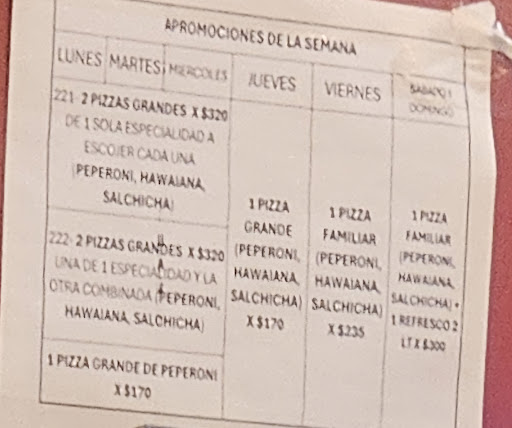 APROMOCIONES DE LA SEMANA
LUNES MARTES MIERCOLES JUEVES VIERNES SABADO Y
DOMINGO
221- 2 PIZZAS GRANDES X $320
DE 1 SOLA ESPECIALIDAD A
ESCOJER CADA UNA
(PEPERONI, HAWAIANA,
SALCHICHA)
222- 2 PIZZAS GRANDES X $320
UNA DE 1 ESPECIALIDAD Y LA
OTRA COMBINADA (PEPERONI,
HAWAIANA, SALCHICHA)
1 PIZZA GRANDE DE PEPERONI
X $170
1 PIZZA
GRANDE
(PEPERONI,
HAWAIANA,
SALCHICHA)
X $170
1 PIZZA
FAMILIAR
(PEPERONI,
HAWAIANA,
SALCHICHA)
X $235
1 PIZZA
FAMILIAR
(PEPERONI,
HAWAIANA,
SALCHICHA) +
1 REFRESCO 2
LT X $300